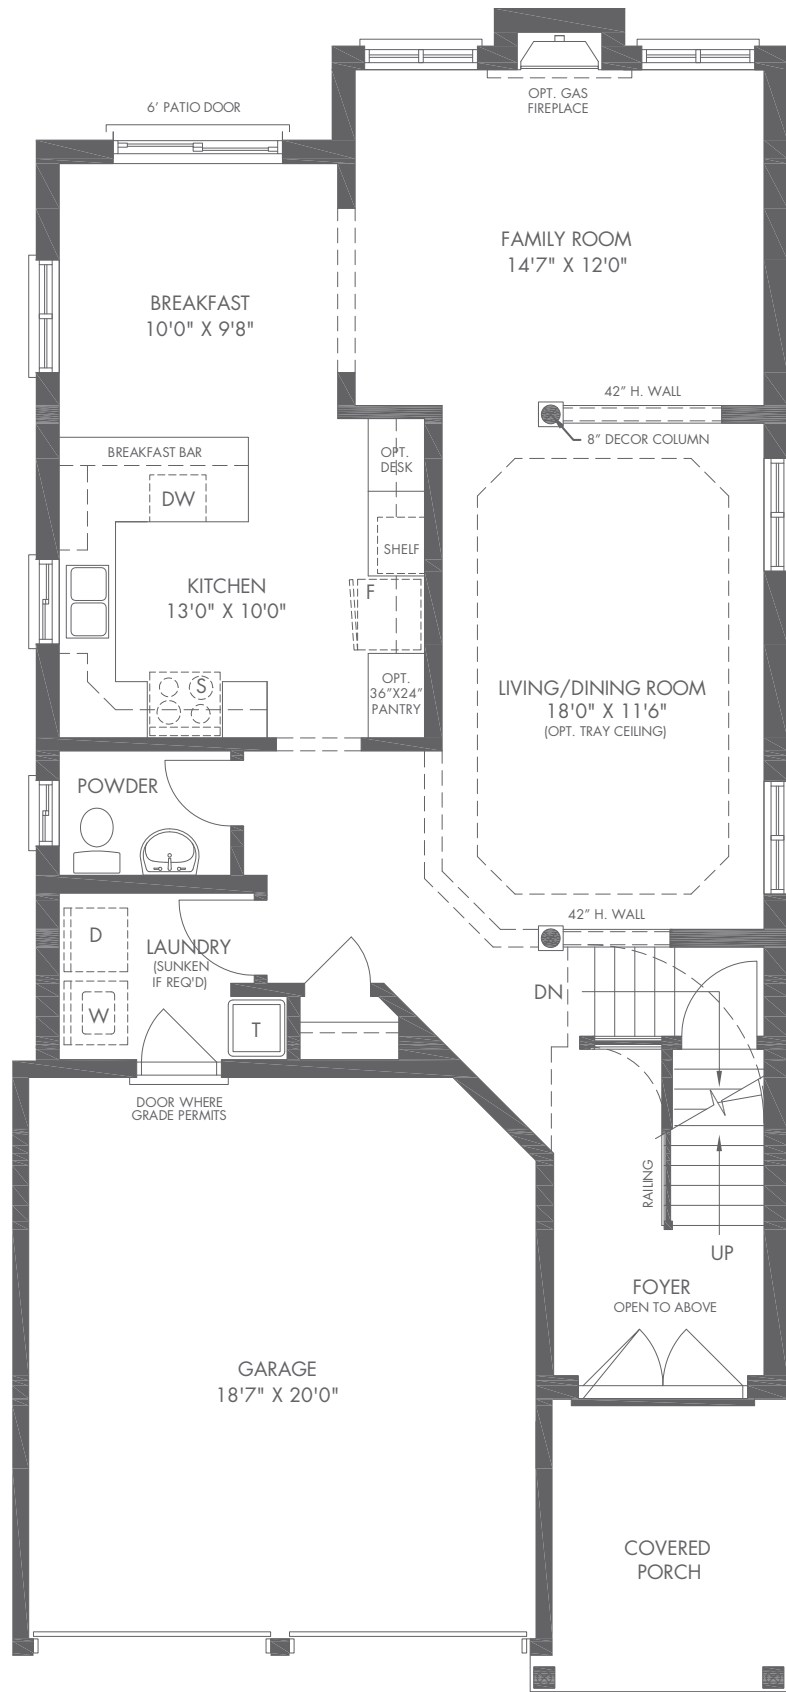 OPT. GAS
FIREPLACE
6' PATIO DOOR
FAMILY ROOM
14'7" X 12'0"
BREAKFAST
10'0" X 9'8"
42" H. WALL
8" DECOR COLUMN
BREAKFAST BAR
OPT.
DESK
DW
SHELF
KITCHEN
13'0" X 10'0"
F
S
OPT.
36"X24"
PANTRY
LIVING/DINING ROOM
18'0" X 11'6"
(OPT. TRAY CEILING)
POWDER
42" H. WALL
D
LAUNDRY
(SUNKEN
IF REQ'D)
W
T
DN
DOOR WHERE
GRADE PERMITS
RAILING
UP
FOYER
OPEN TO ABOVE
GARAGE
18'7" X 20'0"
COVERED
PORCH